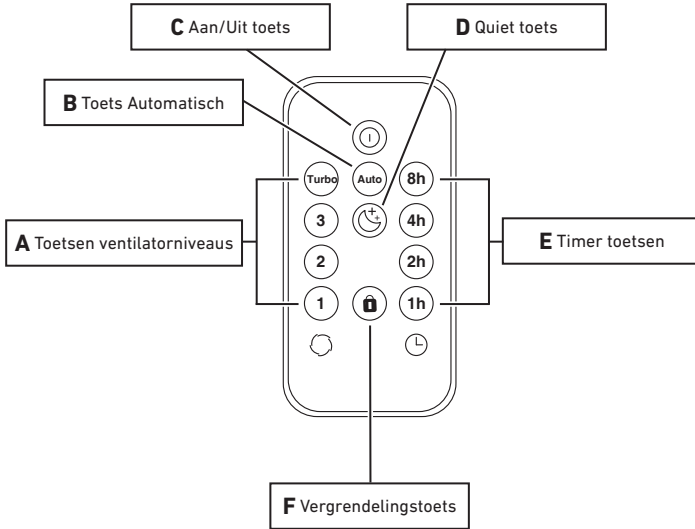 C Aan/Uit toets
D Quiet toets
B Toets Automatisch
Turbo Auto 8h
3 4h
A Toetsen ventilatorniveaus
E Timer toetsen
2 2h
1 1h
F Vergrendelingstoets